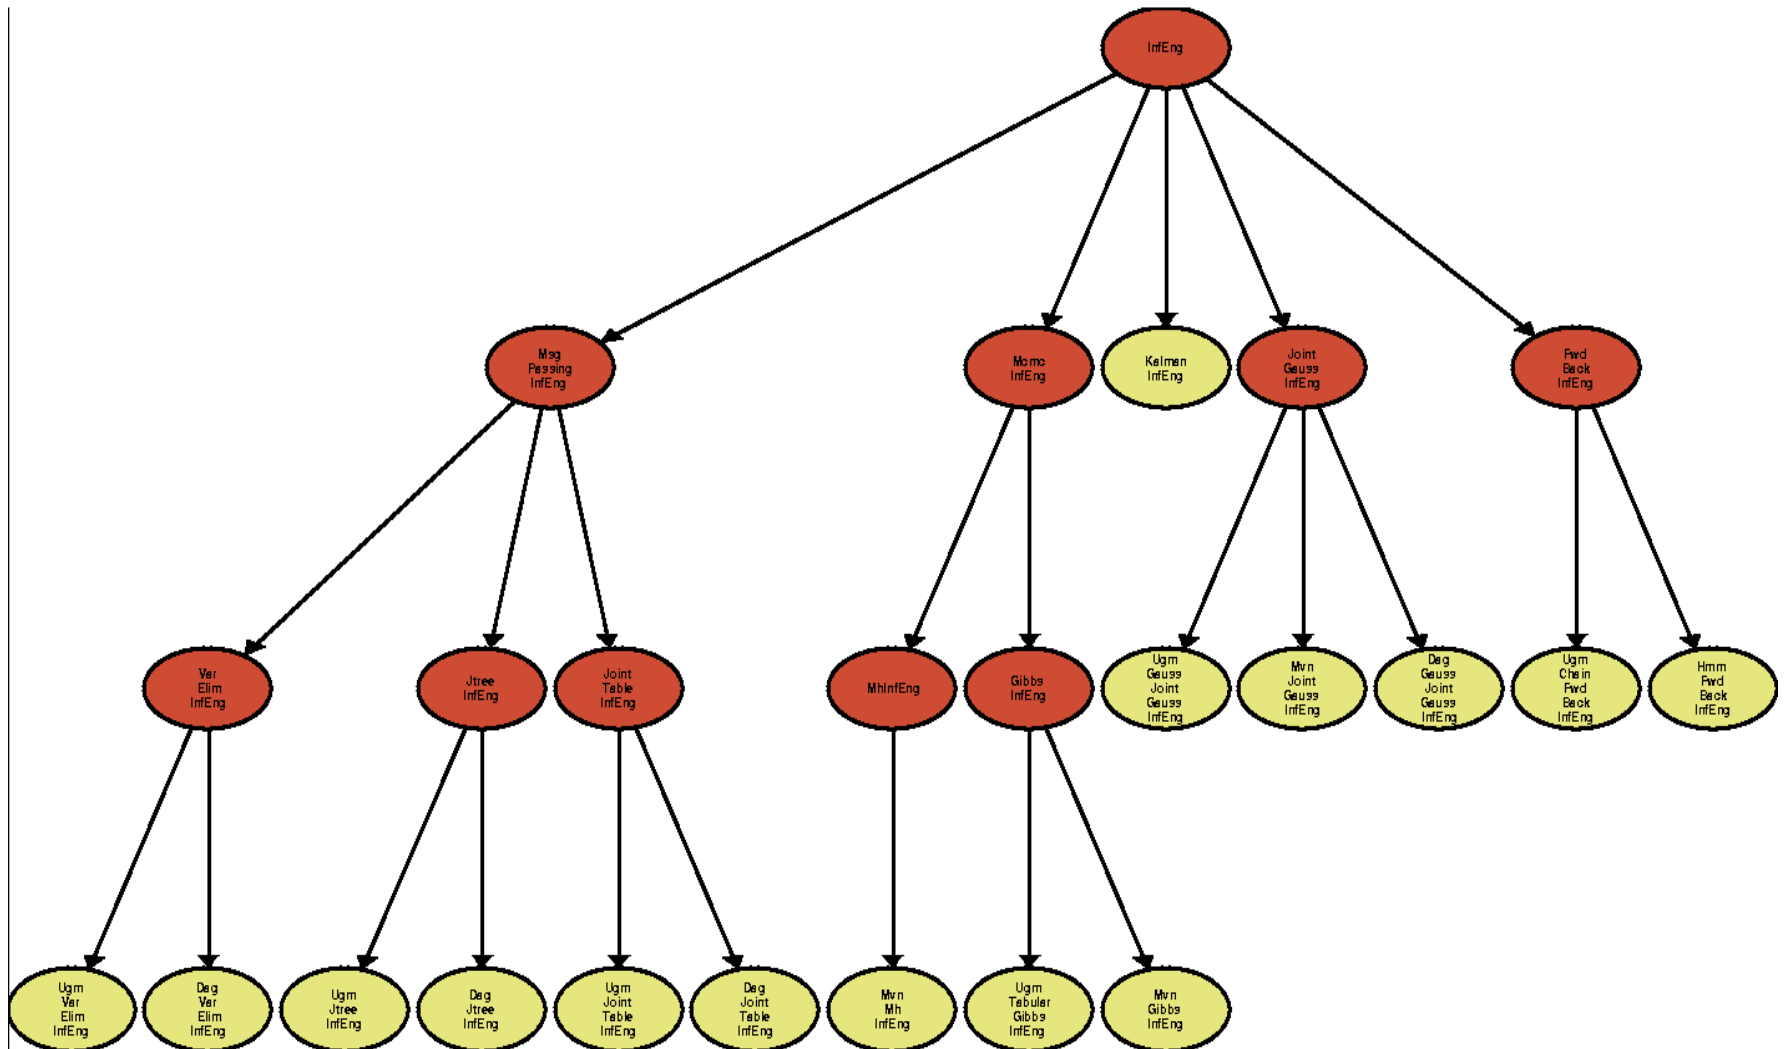 InfEng
Msg
Passing
InfEng
Mcmc
InfEng
Kalman
InfEng
Joint
Gauss
InfEng
Fwd
Back
InfEng
Var
Elim
InfEng
Jtree
InfEng
Joint
Table
InfEng
MhInfEng
Gibbs
InfEng
Ugm
Gauss
Joint
Gauss
InfEng
Mvn
Joint
Gauss
InfEng
Dag
Gauss
Joint
Gauss
InfEng
Ugm
Chain
Fwd
Back
InfEng
Hmm
Fwd
Back
InfEng
Ugm
Var
Elim
InfEng
Dag
Var
Elim
InfEng
Ugm
Jtree
InfEng
Dag
Jtree
InfEng
Ugm
Joint
Table
InfEng
Dag
Joint
Table
InfEng
Mvn
Mh
InfEng
Ugm
Tabular
Gibbs
InfEng
Mvn
Gibbs
InfEng